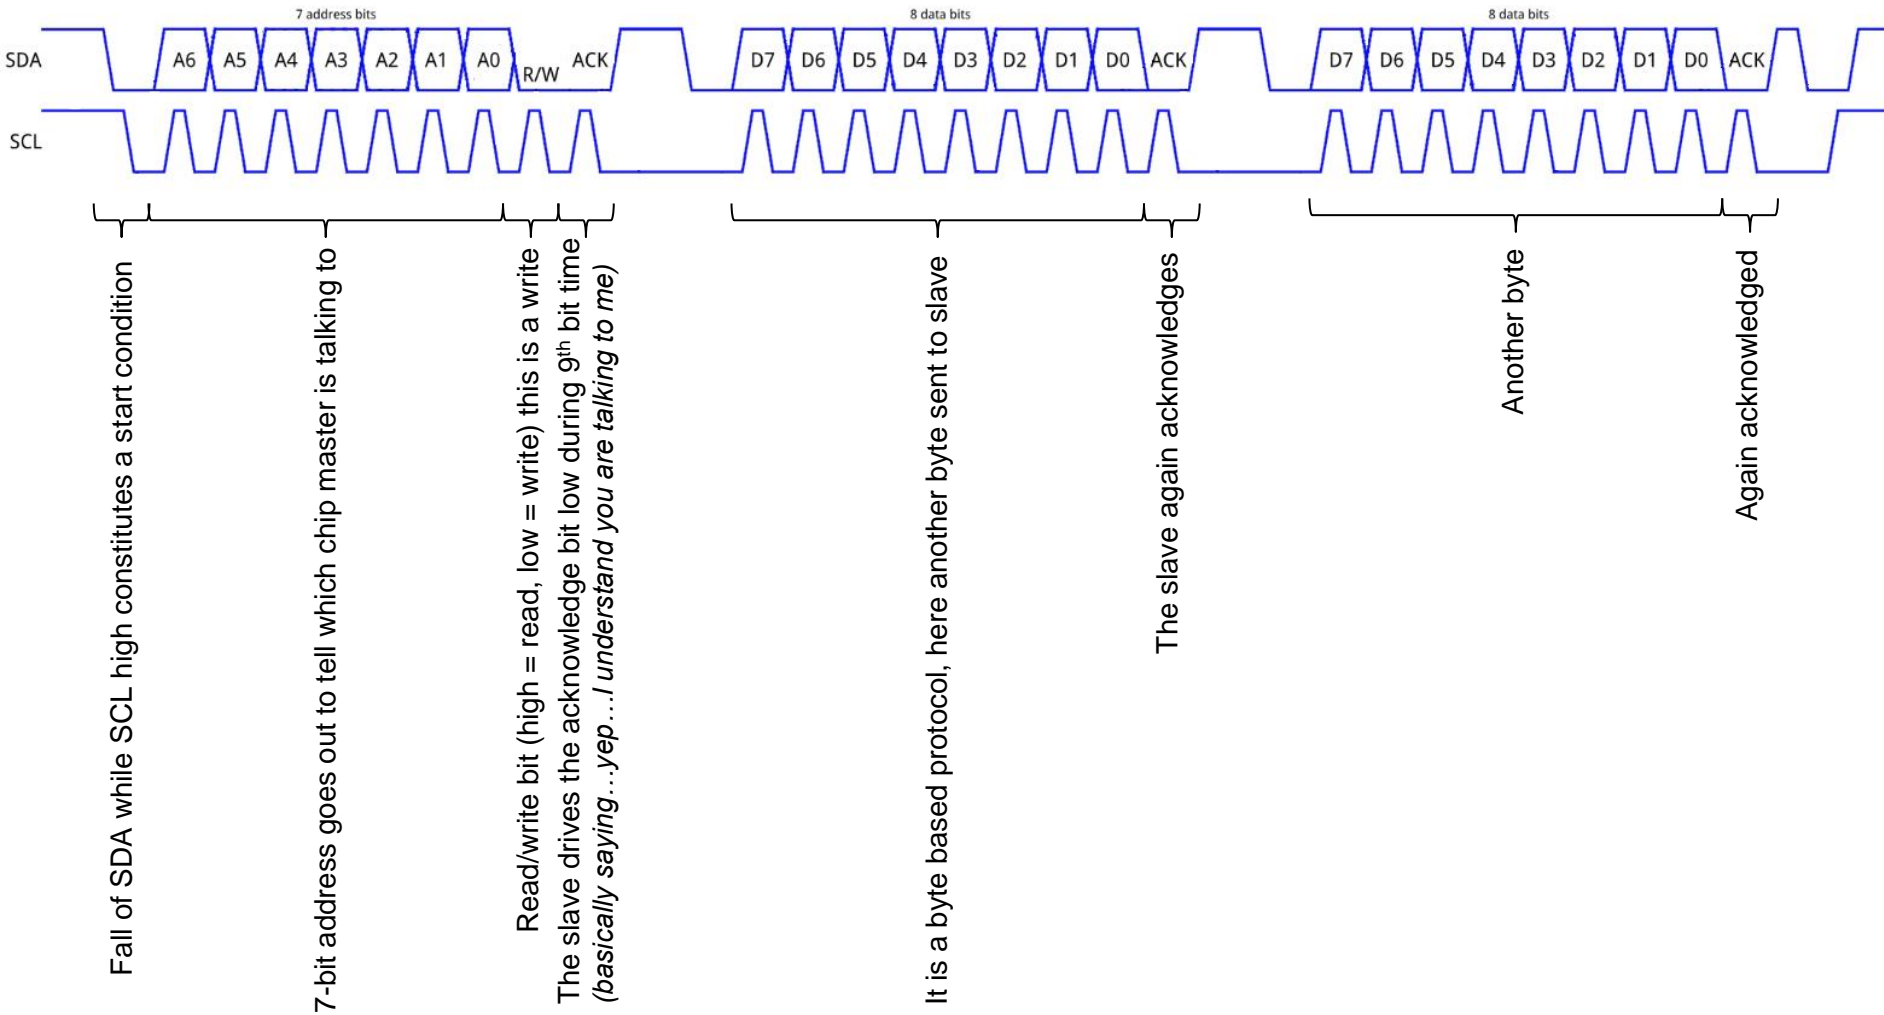 7 address bits
8 data bits
8 data bits
SDA
A6 A5 A4 A3 A2 A1 A0 R/W ACK
D7 D6 D5 D4 D3 D2 D1 D0 ACK
D7 D6 D5 D4 D3 D2 D1 D0 ACK
SCL
Fall of SDA while SCL high constitutes a start condition
7-bit address goes out to tell which chip master is talking to
Read/write bit (high = read, low = write) this is a write
The slave drives the acknowledge bit low during 9th bit time
(basically saying…yep…I understand you are talking to me)
It is a byte based protocol, here another byte sent to slave
The slave again acknowledges
Another byte
Again acknowledged